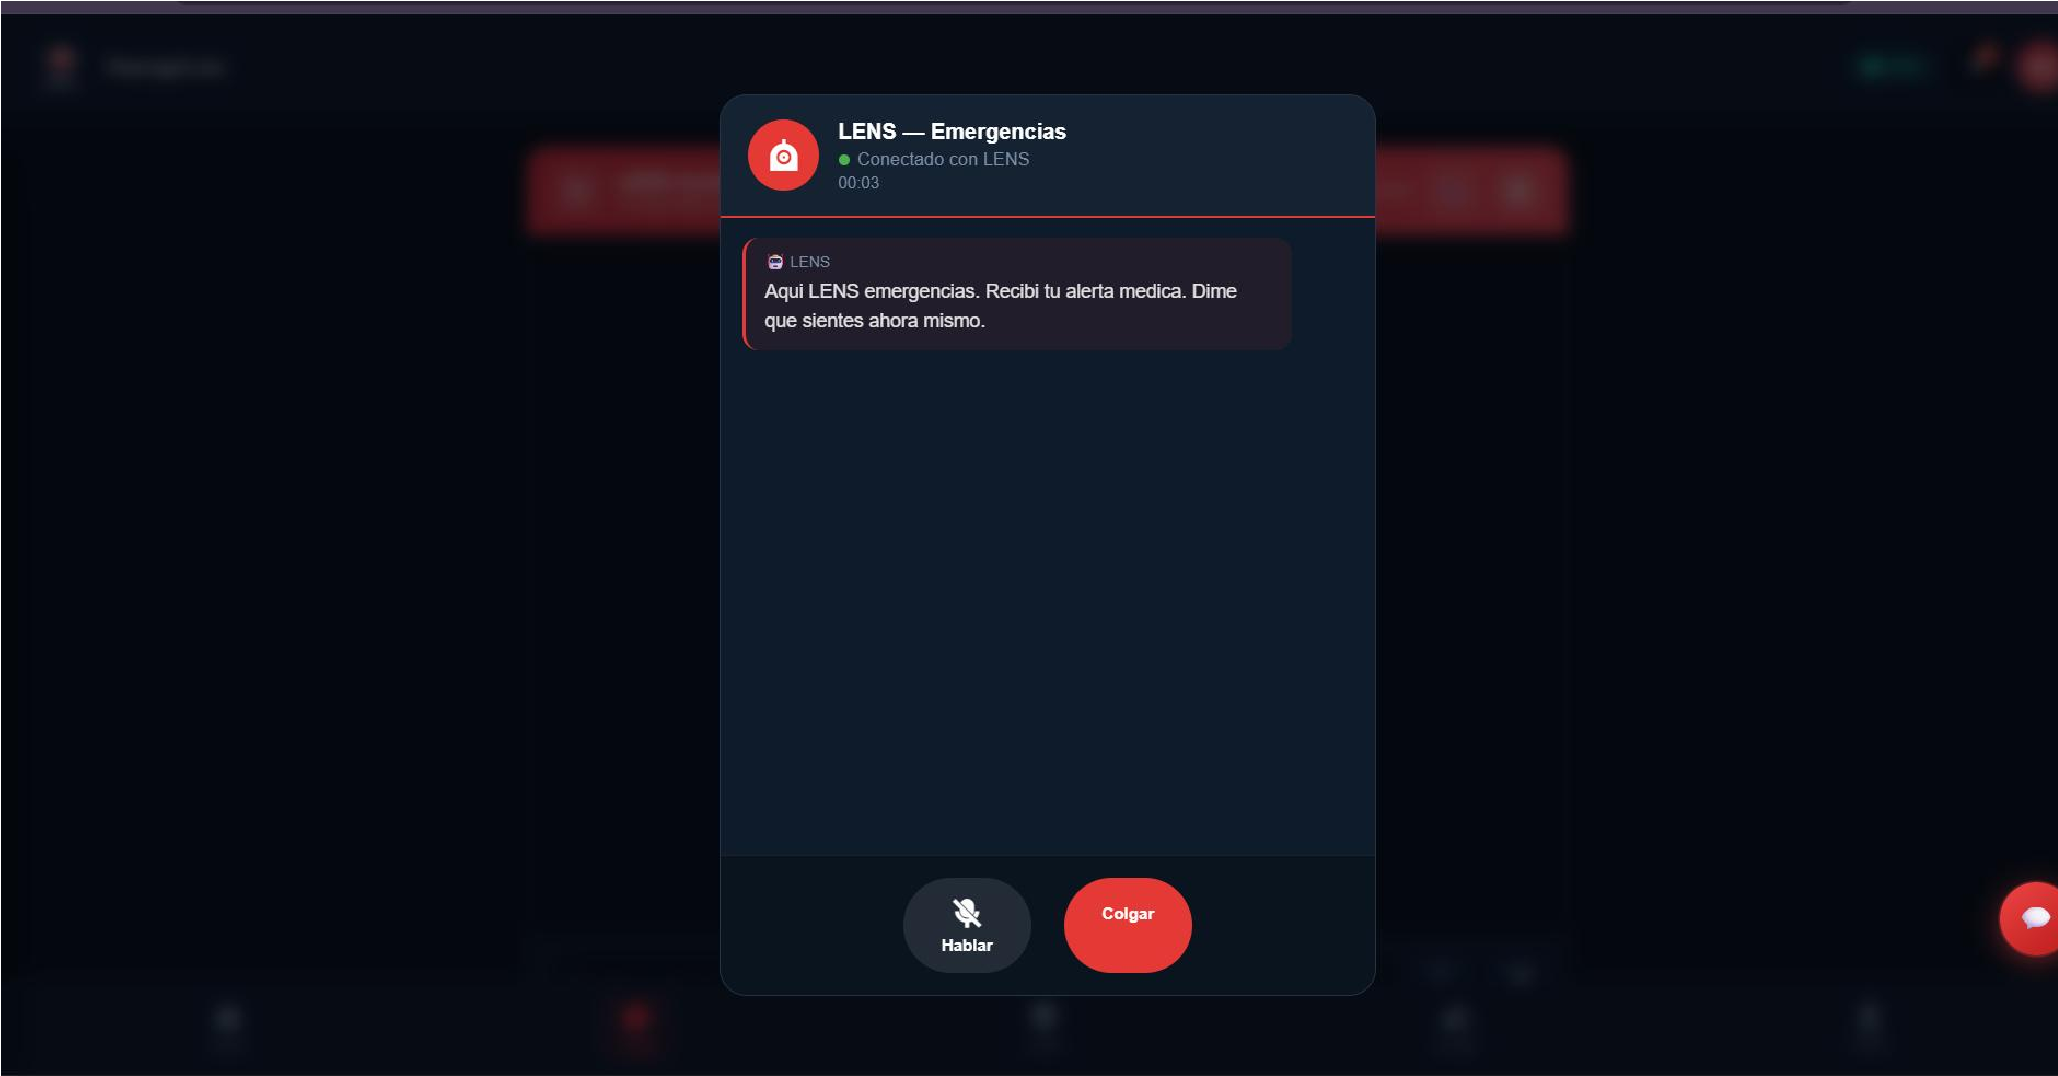 LENS — Emergencias
Conectado con LENS
00:03
LENS
Aqui LENS emergencias. Recibi tu alerta medica. Dime
que sientes ahora mismo.
Hablar
Colgar